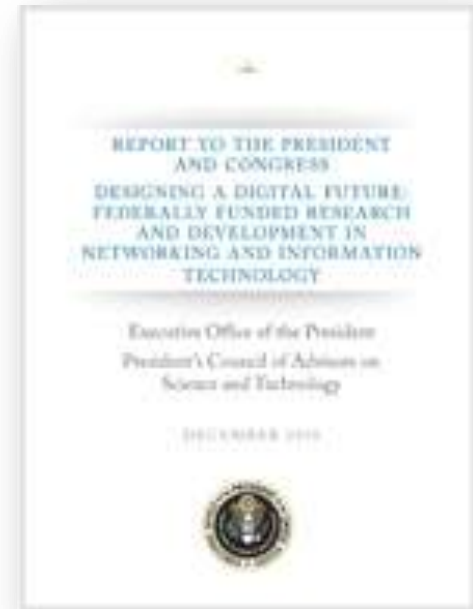 REPORT TO THE PRESIDENT
AND CONGRESS
DESIGNING A DIGITAL FUTURE:
FEDERALLY FUNDED RESEARCH
AND DEVELOPMENT IN
NETWORKING AND INFORMATION
TECHNOLOGY
Executive Office of the President
President's Council of Advisors on
Science and Technology
DECEMBER